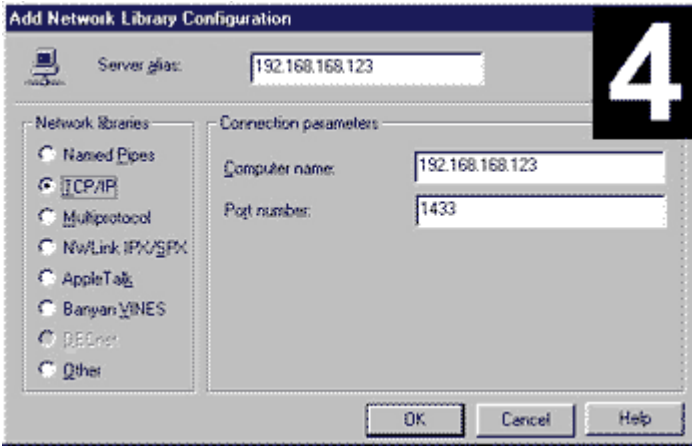 Add Network Library Configuration
4
Server alias:
192.168.168.123
Network libraries
Named Pipes
TCP/IP
Multiprotocol
NWLink IPX/SPX
AppleTalk
Banyan VINES
DECnet
Other
Connection parameters
Computer name:
192.168.168.123
Port number:
1433
OK
Cancel
Help